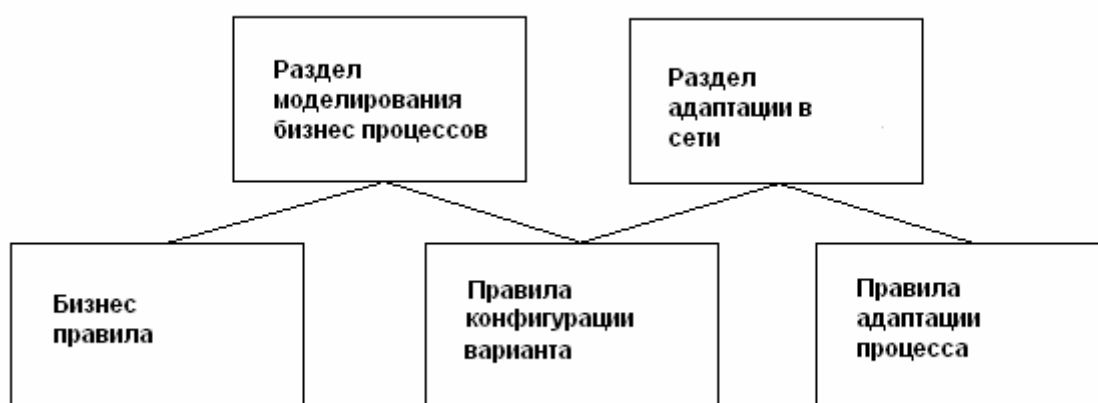 Раздел
моделирования
бизнес процессов
Раздел
адаптации в
сети
Бизнес
правила
Правила
конфигурации
варианта
Правила
адаптации
процесса